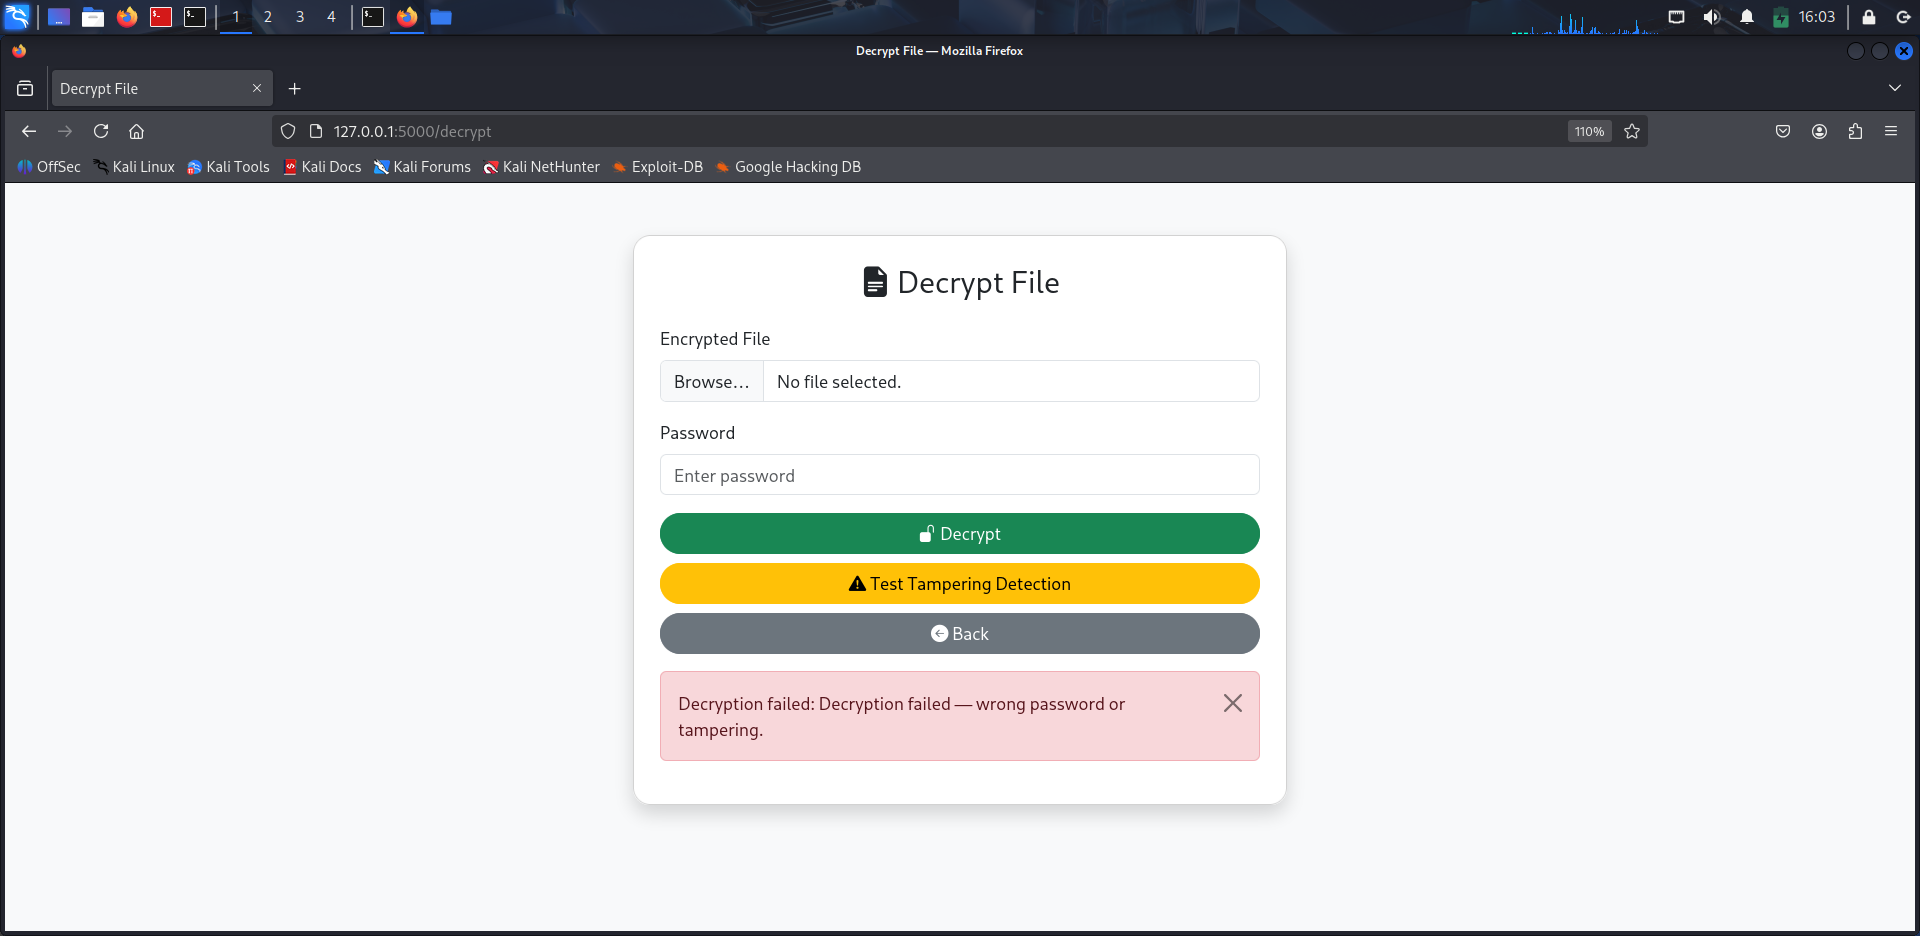 1 2 3 4
16:03
Decrypt File — Mozilla Firefox
Decrypt File
127.0.0.1:5000/decrypt
110%
OffSec Kali Linux Kali Tools Kali Docs Kali Forums Kali NetHunter Exploit-DB Google Hacking DB
Decrypt File
Encrypted File
Browse... No file selected.
Password
Enter password
Decrypt
Test Tampering Detection
Back
Decryption failed: Decryption failed — wrong password or
tampering.